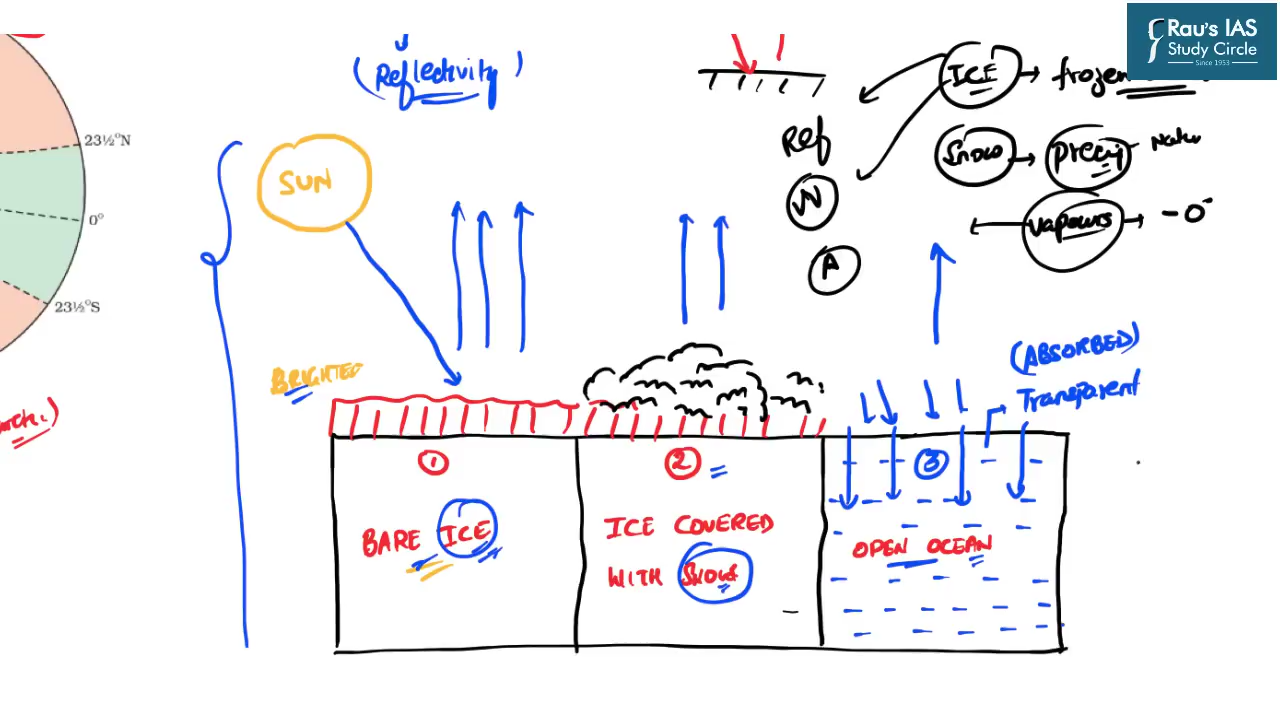 Rau's IAS
Study Circle
Since 1953
(Reflectivity)
ICE → frozen
Ref
Snow → Precip
Vapours → -0°
W
A
23½°N
0°
23½°S
SUN
(ABSORBED)
Transparent
BRIGHTED
1
2
3
BARE ICE
ICE COVERED
WITH SNOW
OPEN OCEAN